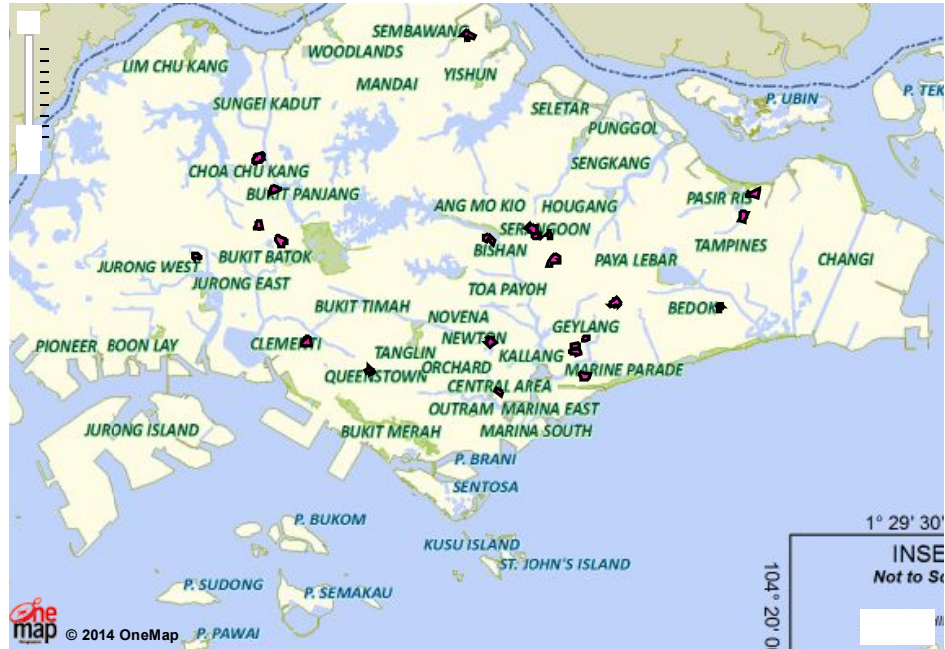 SEMBAWANG
WOODLANDS
LIM CHU KANG
YISHUN
MANDAI
P. UBIN
P. TEK
SUNGEI KADUT
SELETAR
PUNGGOL
SENGKANG
CHOA CHU KANG
BUKIT PANJANG
PASIR RIS
ANG MO KIO
HOUGANG
SERANGOON
BISHAN
TAMPINES
BUKIT BATOK
PAYA LEBAR
CHANGI
JURONG WEST
JURONG EAST
TOA PAYOH
BUKIT TIMAH
BEDOK
NOVENA
GEYLANG
NEWTON
PIONEER
BOON LAY
CLEMENTI
TANGLIN
KALLANG
ORCHARD
MARINE PARADE
QUEENSTOWN
CENTRAL AREA
OUTRAM
MARINA EAST
JURONG ISLAND
BUKIT MERAH
MARINA SOUTH
P. BRANI
SENTOSA
P. BUKOM
1° 29' 30'
KUSU ISLAND
INSE
ST. JOHN'S ISLAND
Not to Sc
104° 20' 0
P. SUDONG
P. SEMAKAU
One
map
© 2014 OneMap
P. PAWAI